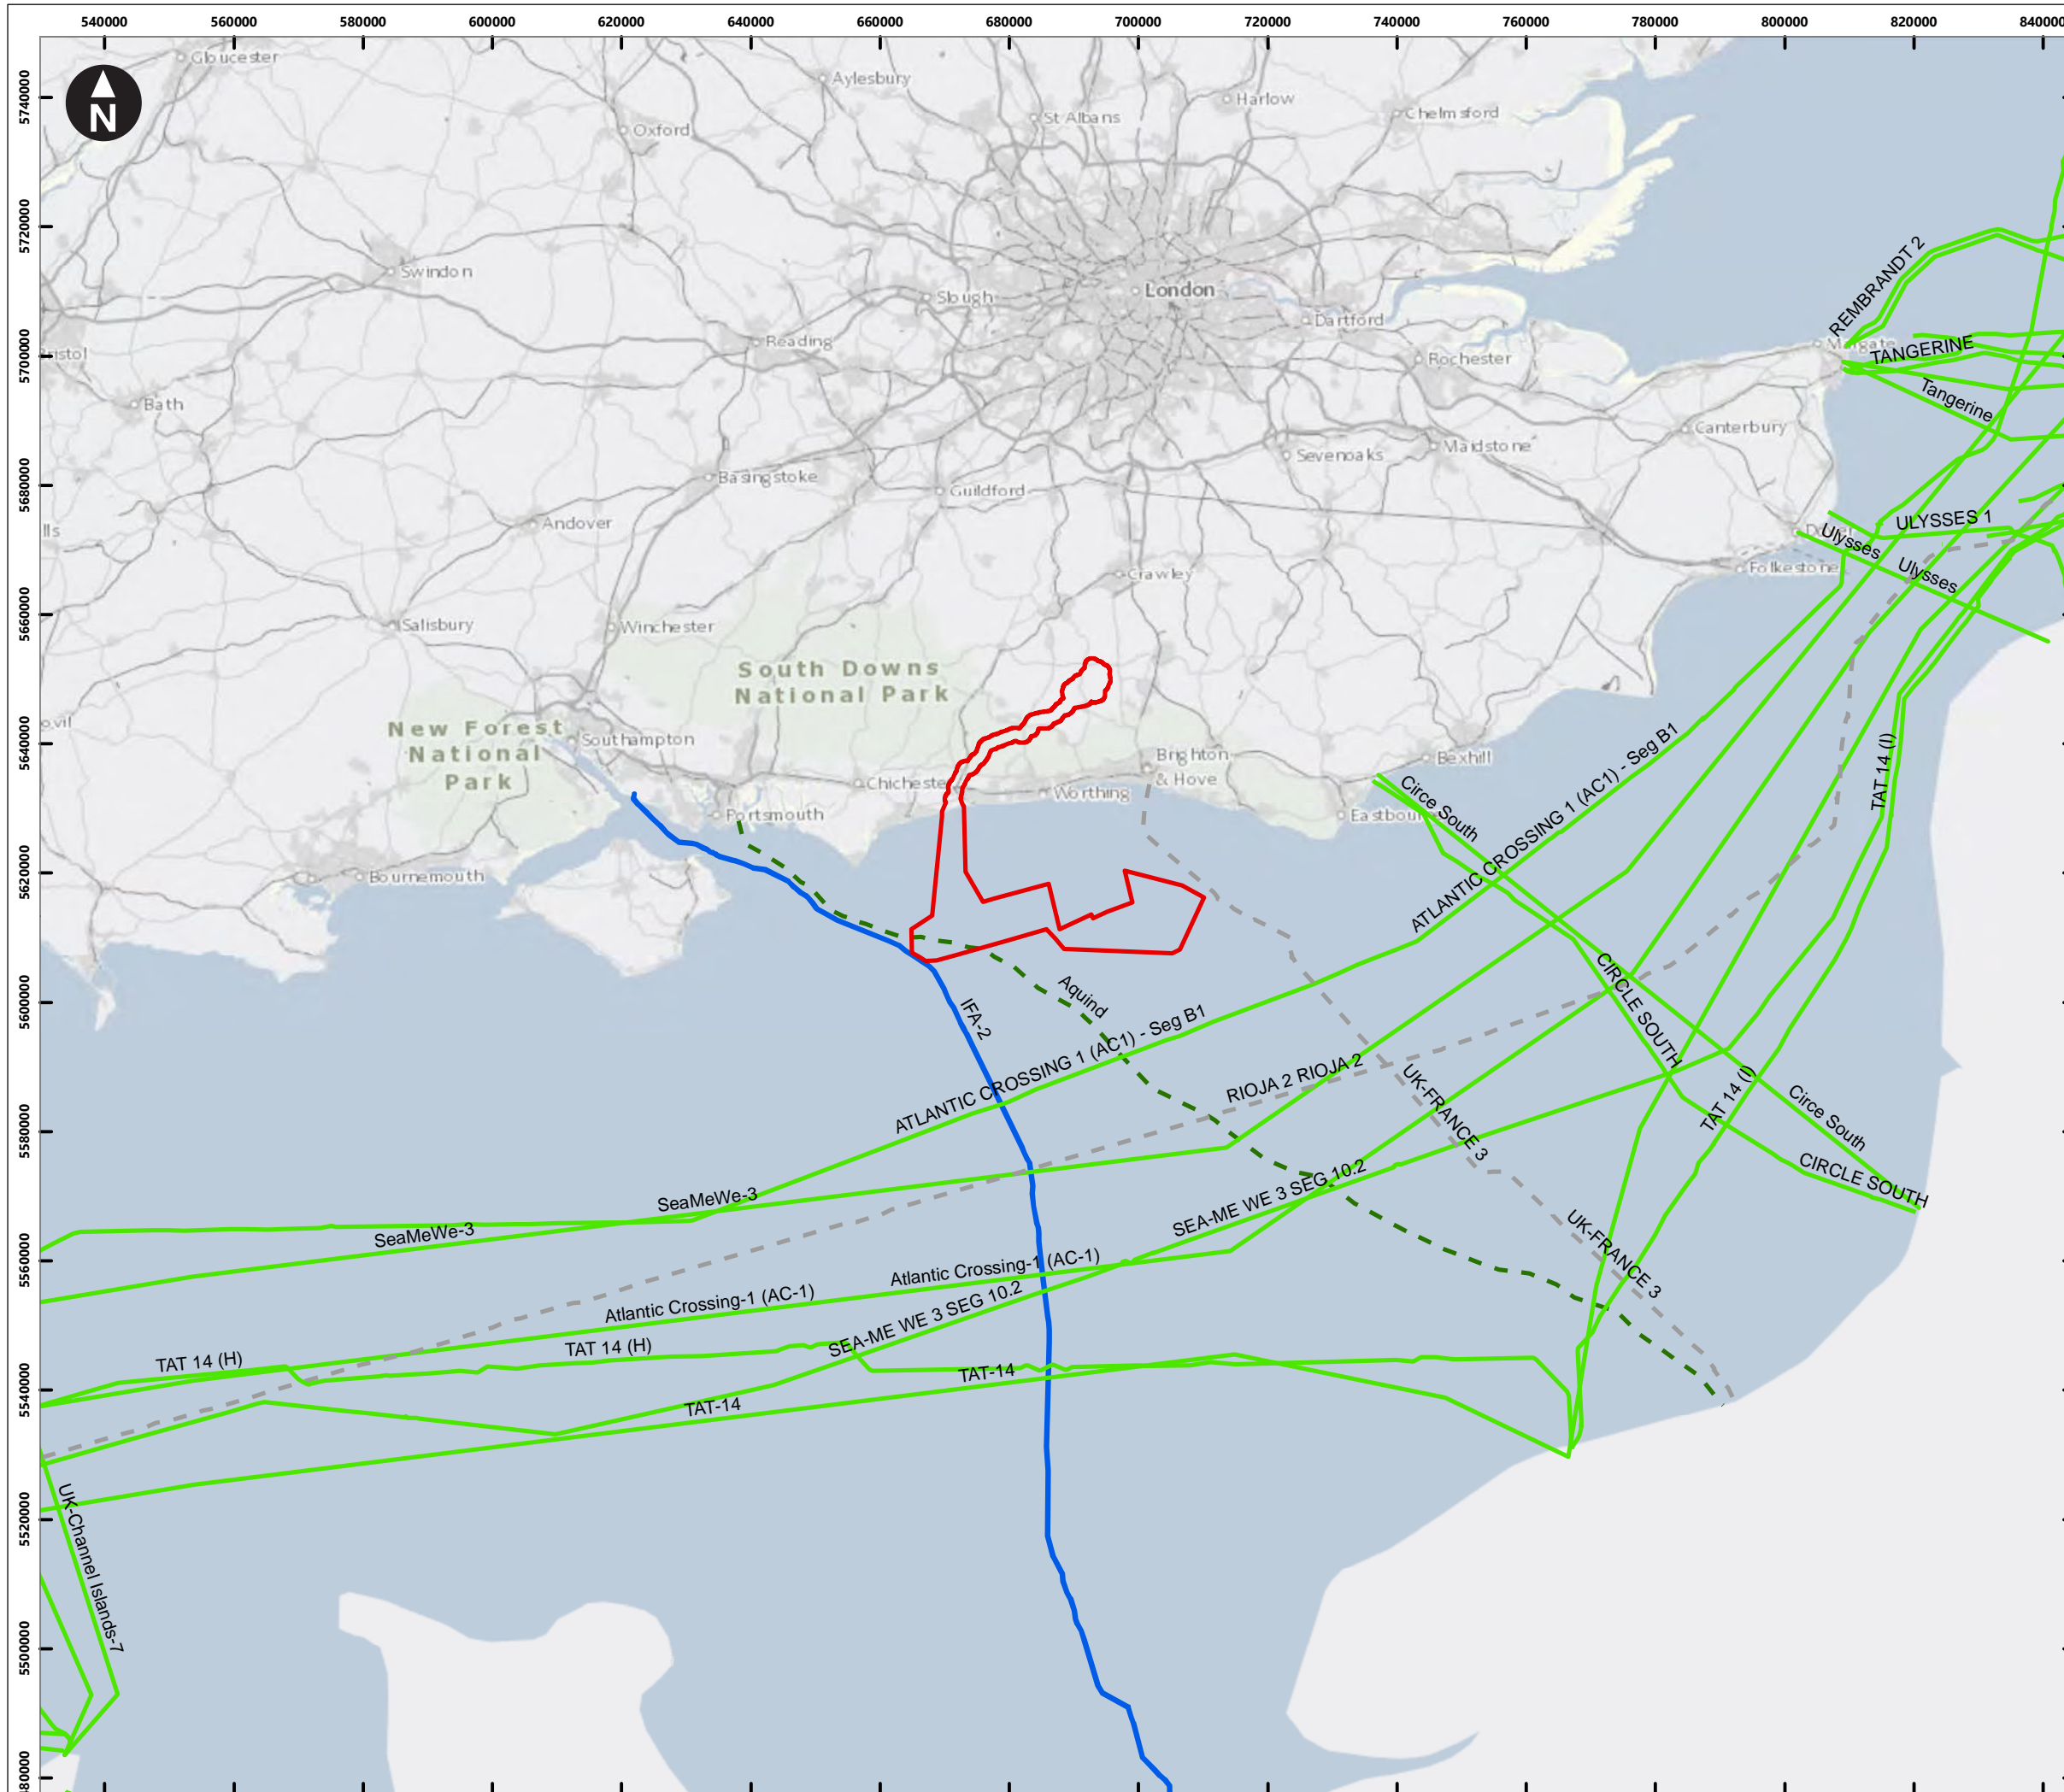 540000 560000 580000 600000 620000 640000 660000 680000 700000 720000 740000 760000 780000 800000 820000 840000
5740000
5720000
5700000
5680000
5660000
5640000
5620000
5600000
5580000
5560000
5540000
5520000
5500000
80000
N
Gloucester
Aylesbury
Harlow
St Albans
Chelmsford
Oxford
Swindon
London
Slough
Dartford
Reading
ristol
Rochester
Margate
REMBRANDT 2
TANGERINE
Tangerine
Bath
Canterbury
Maidstone
Sevenoaks
Basingstoke
Guildford
Andover
lls
Dover
ULYSSES 1
Ulysses
Ulysses
Folkestone
Crawley
Salisbury
Winchester
South Downs
National Park
New Forest
National
Park
ovil
Southampton
Brighton
& Hove
Bexhill
Chichester
Worthing
Portsmouth
Eastbou
Bournemouth
Circe South
ATLANTIC CROSSING 1 (AC1) - Seg B1
TAT 14 (I)
CIRCLE SOUTH
Aquind
IFA-2
ATLANTIC CROSSING 1 (AC1) - Seg B1
RIOJA 2 RIOJA 2
UK-FRANCE 3
TAT 14 (I)
Circe South
CIRCLE SOUTH
SeaMeWe-3
SeaMeWe-3
SEA-ME WE 3 SEG 10.2
UK-FRANCE 3
Atlantic Crossing-1 (AC-1)
Atlantic Crossing-1 (AC-1)
SEA-ME WE 3 SEG 10.2
TAT 14 (H)
TAT 14 (H)
TAT-14
TAT-14
UK-Channel Islands-7